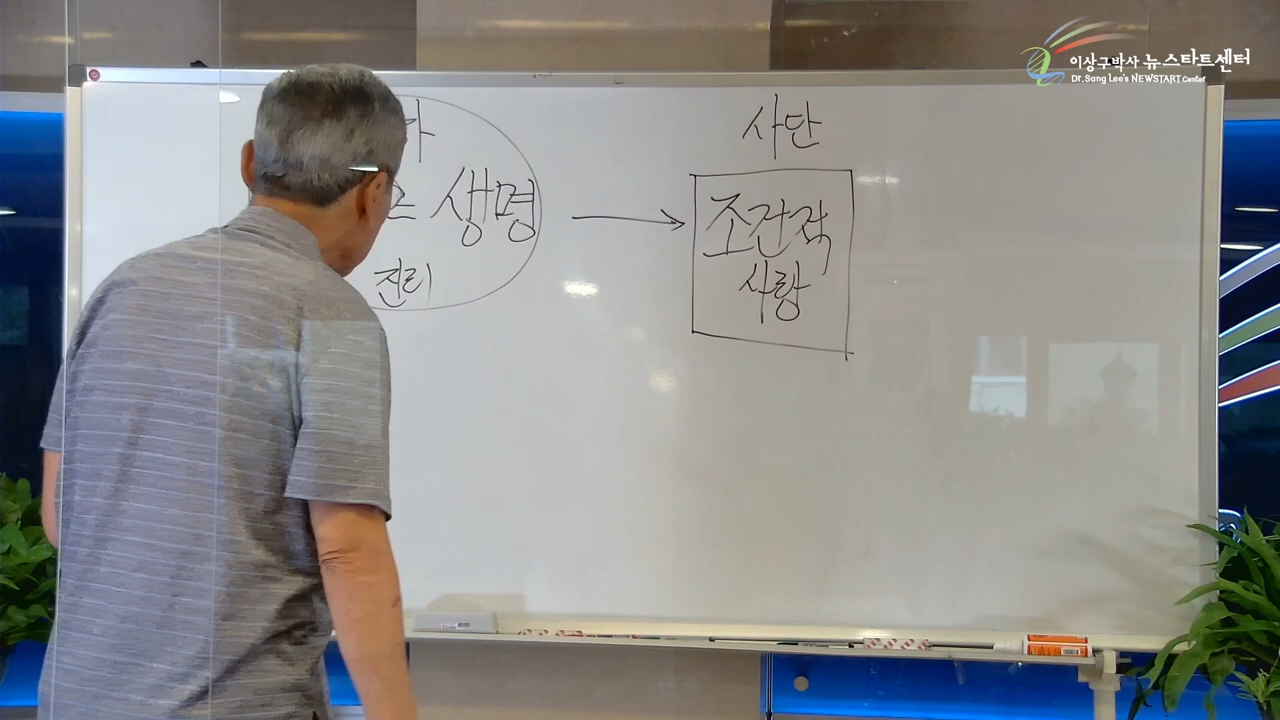 이상구박사 뉴스타트센터
Dr. Sang Lee's NEWSTART Center
사단
= 생명
조건적
진리
사랑